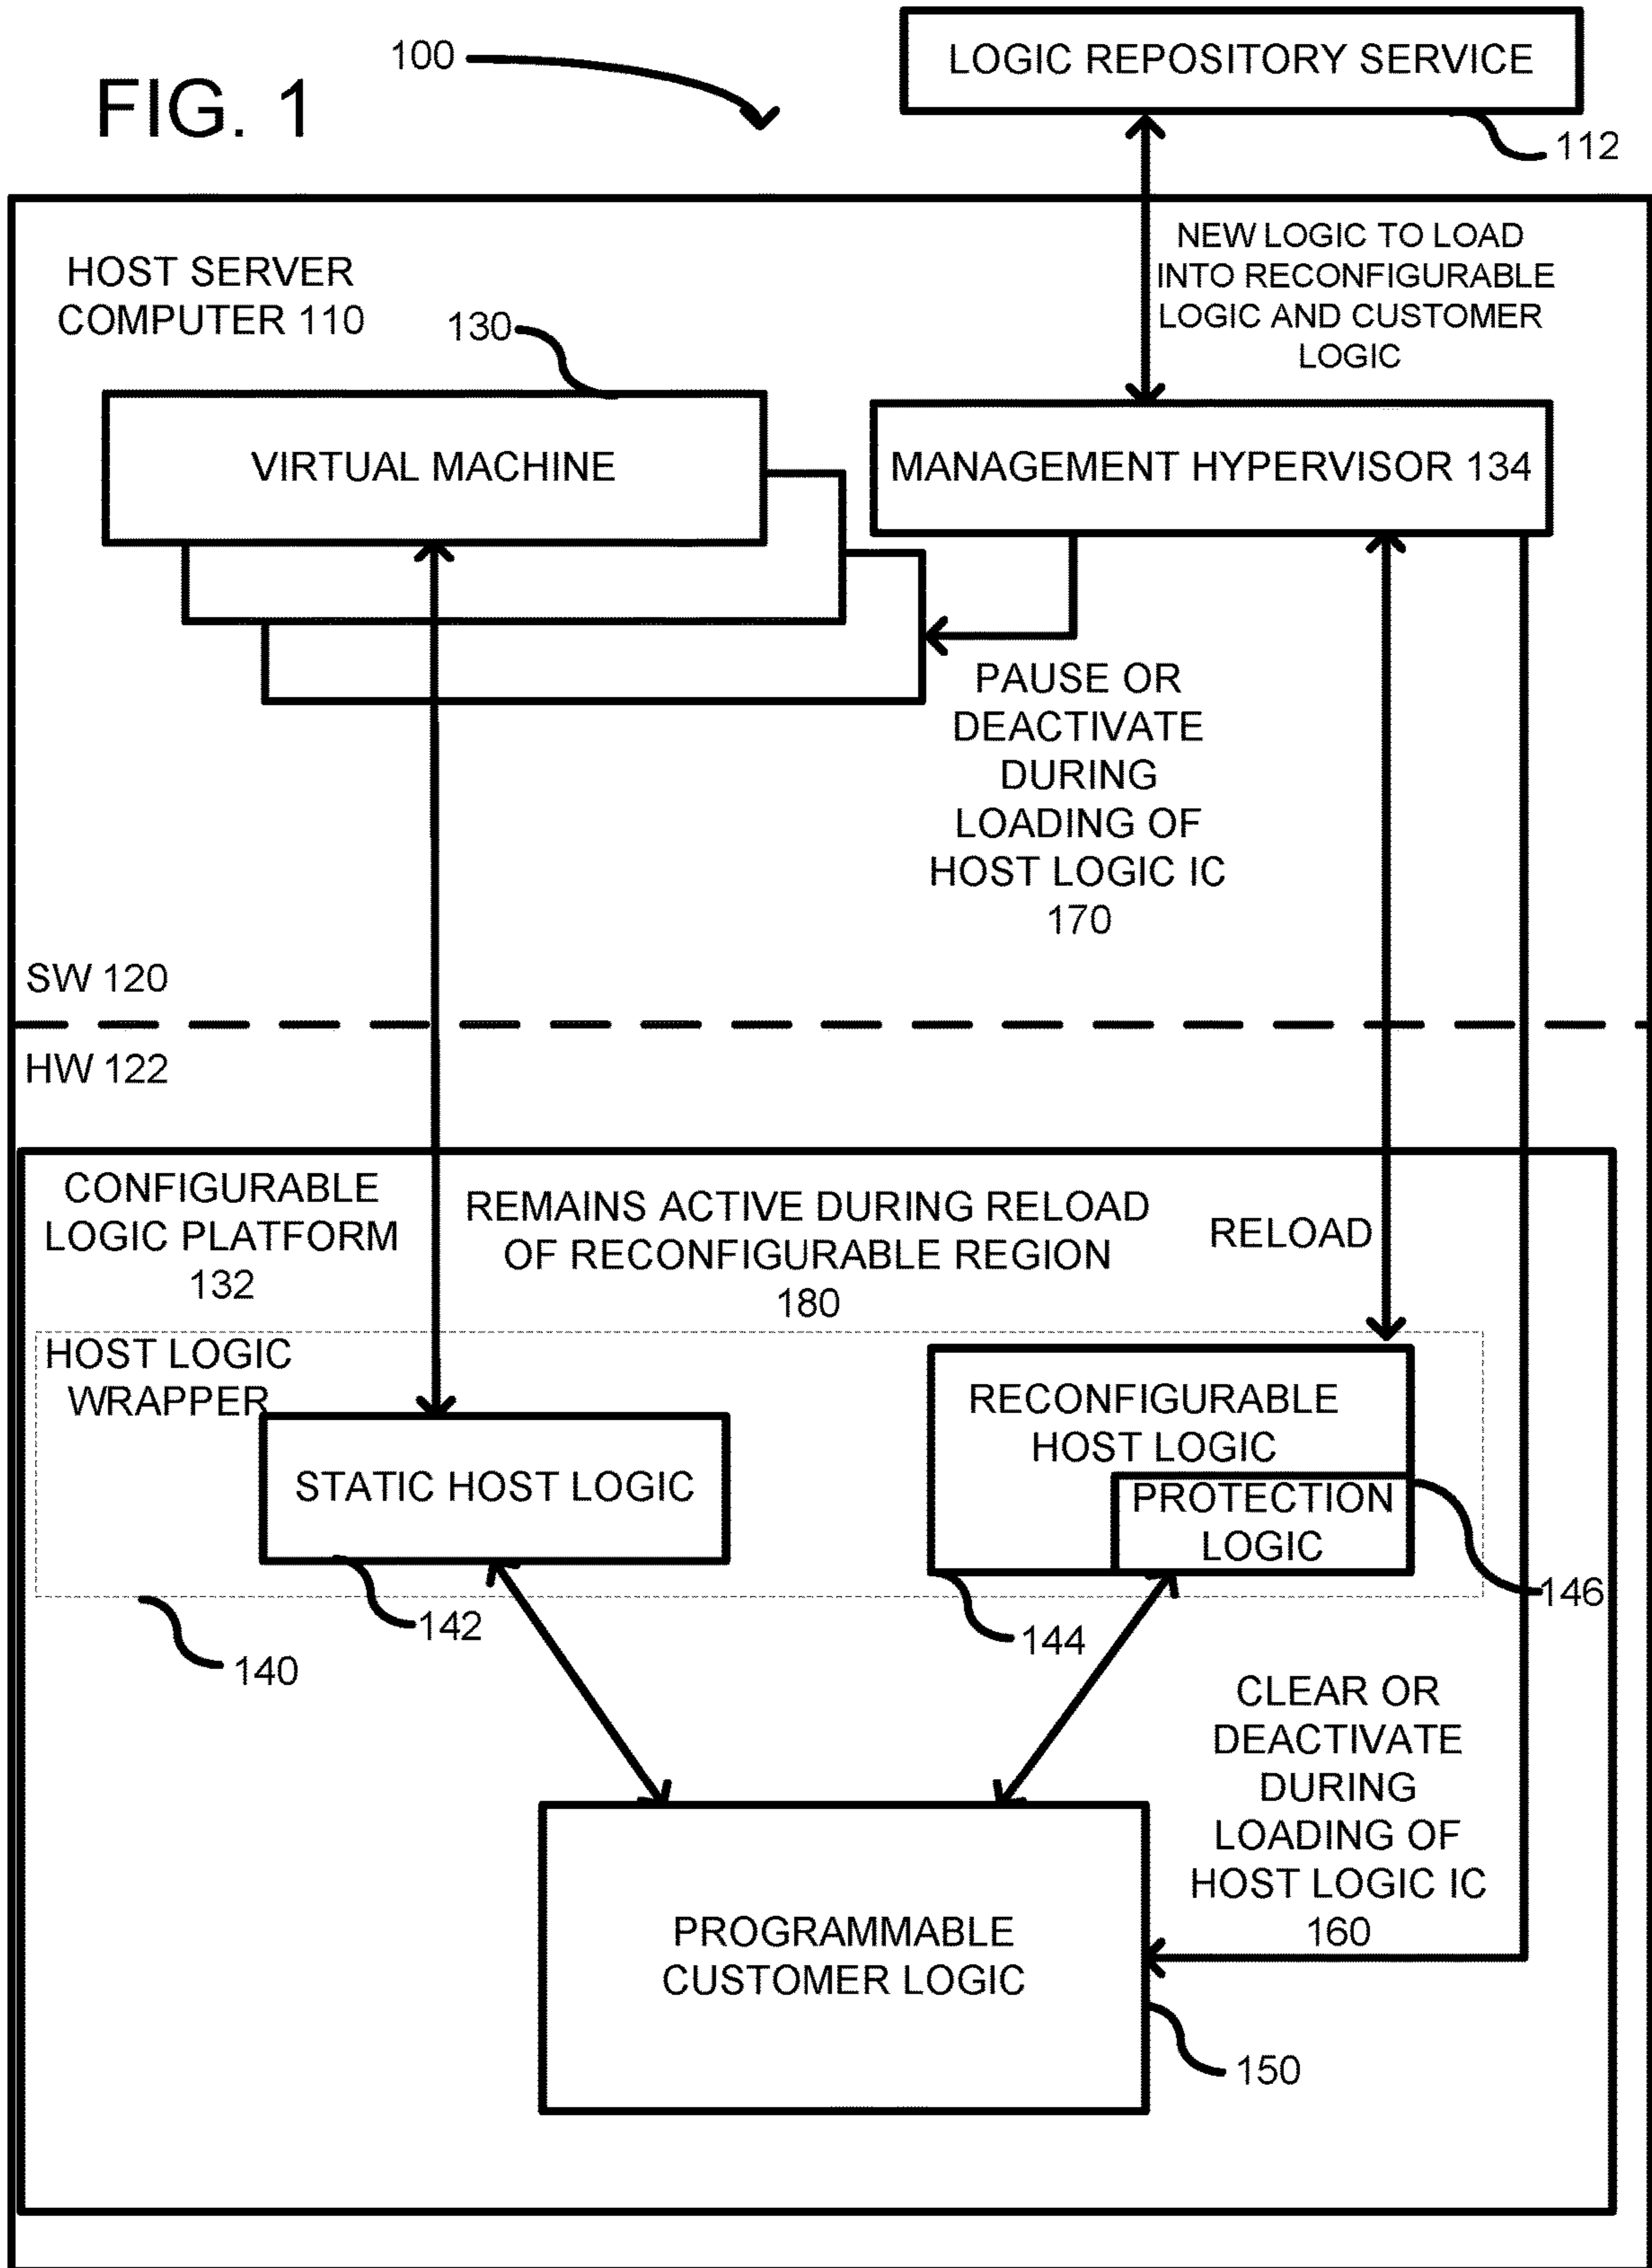 FIG. 1
100
LOGIC REPOSITORY SERVICE
112
HOST SERVER
COMPUTER 110
NEW LOGIC TO LOAD
INTO RECONFIGURABLE
LOGIC AND CUSTOMER
LOGIC
130
VIRTUAL MACHINE
MANAGEMENT HYPERVISOR 134
PAUSE OR
DEACTIVATE
DURING
LOADING OF
HOST LOGIC IC
170
SW 120
HW 122
CONFIGURABLE
LOGIC PLATFORM
132
REMAINS ACTIVE DURING RELOAD
OF RECONFIGURABLE REGION
180
RELOAD
HOST LOGIC
WRAPPER
STATIC HOST LOGIC
RECONFIGURABLE
HOST LOGIC
PROTECTION
LOGIC
142
144
146
140
CLEAR OR
DEACTIVATE
DURING
LOADING OF
HOST LOGIC IC
160
PROGRAMMABLE
CUSTOMER LOGIC
150